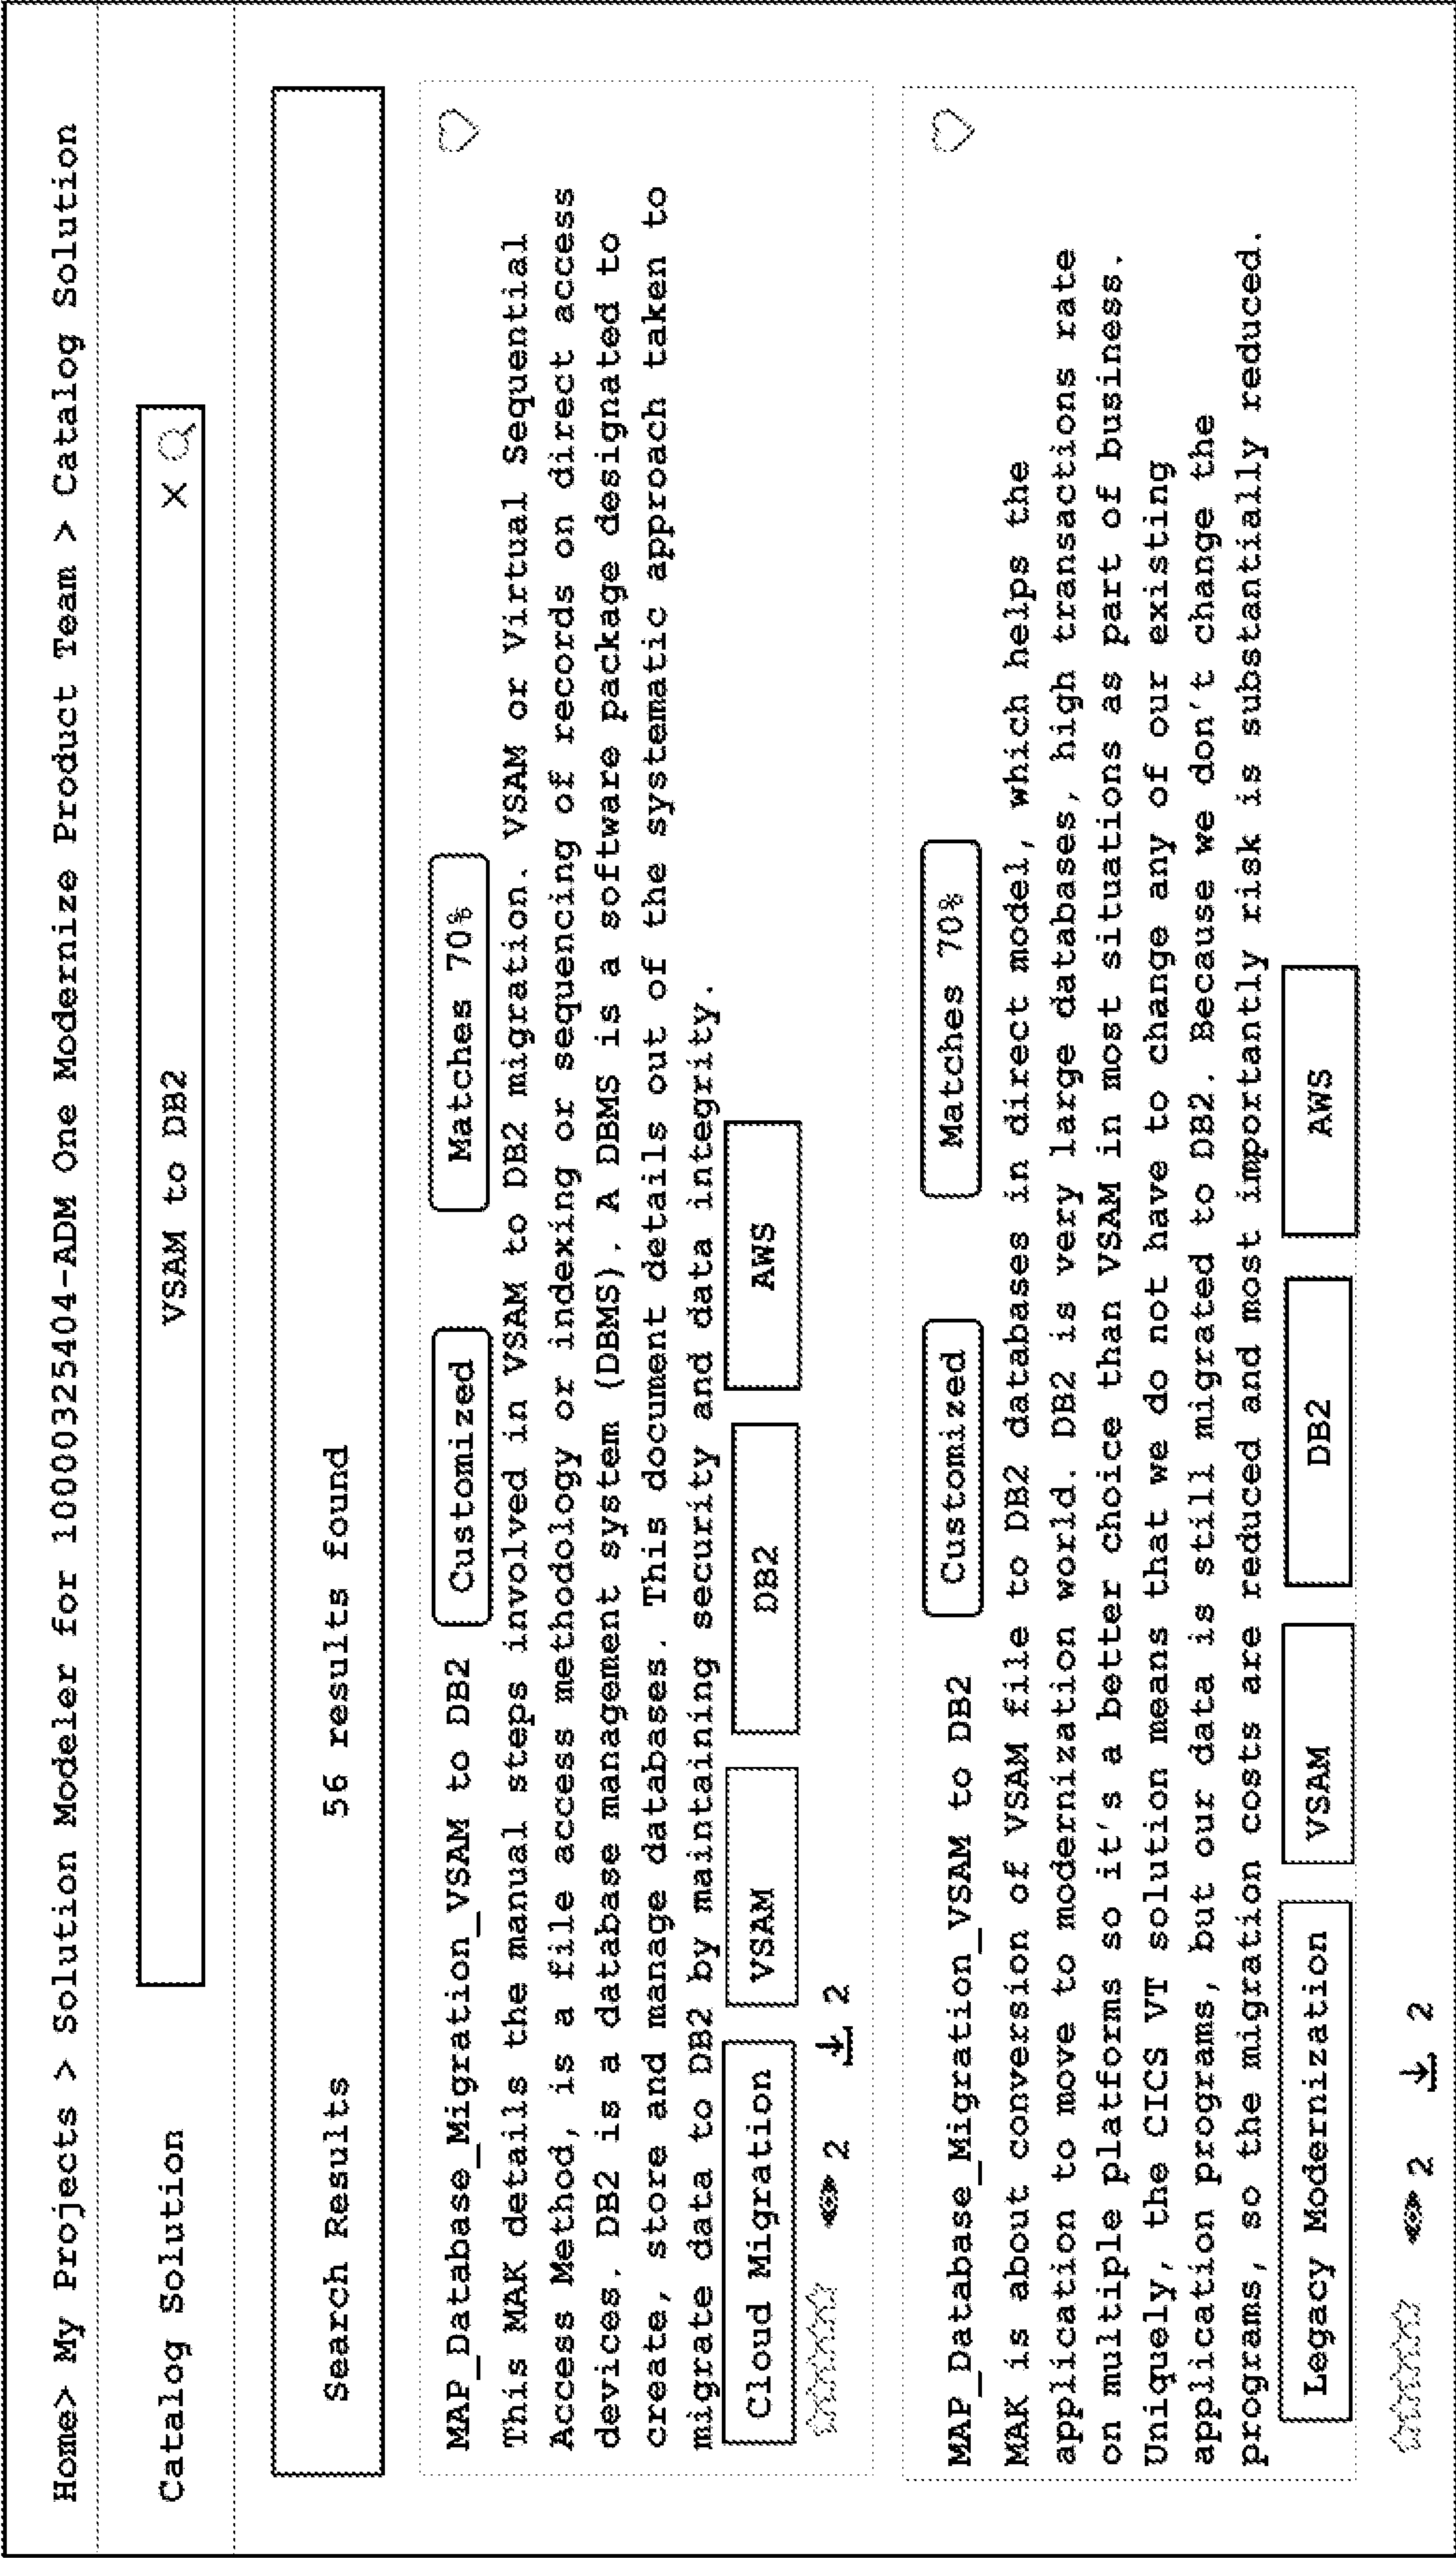 Home> My Projects > Solution Modeler for 10000325404-ADM One Modernize Product Team > Catalog Solution
Catalog Solution VSAM to DB2 X
Search Results 56 results found
MAP_Database_Migration_VSAM to DB2 Customized Matches 70%
This MAK details the manual steps involved in VSAM to DB2 migration. VSAM or Virtual Sequential
Access Method, is a file access methodology or indexing or sequencing of records on direct access
devices. DB2 is a database management system (DBMS). A DBMS is a software package designated to
create, store and manage databases. This document details out of the systematic approach taken to
migrate data to DB2 by maintaining security and data integrity.
Cloud Migration VSAM DB2 AWS
2 2
MAP_Database_Migration_VSAM to DB2 Customized Matches 70%
MAK is about conversion of VSAM file to DB2 databases in direct model, which helps the
application to move to modernization world. DB2 is very large databases, high transactions rate
on multiple platforms so it's a better choice than VSAM in most situations as part of business.
Uniquely, the CICS VT solution means that we do not have to change any of our existing
application programs, but our data is still migrated to DB2. Because we don't change the
programs, so the migration costs are reduced and most importantly risk is substantially reduced.
Legacy Modernization VSAM DB2 AWS
2 2